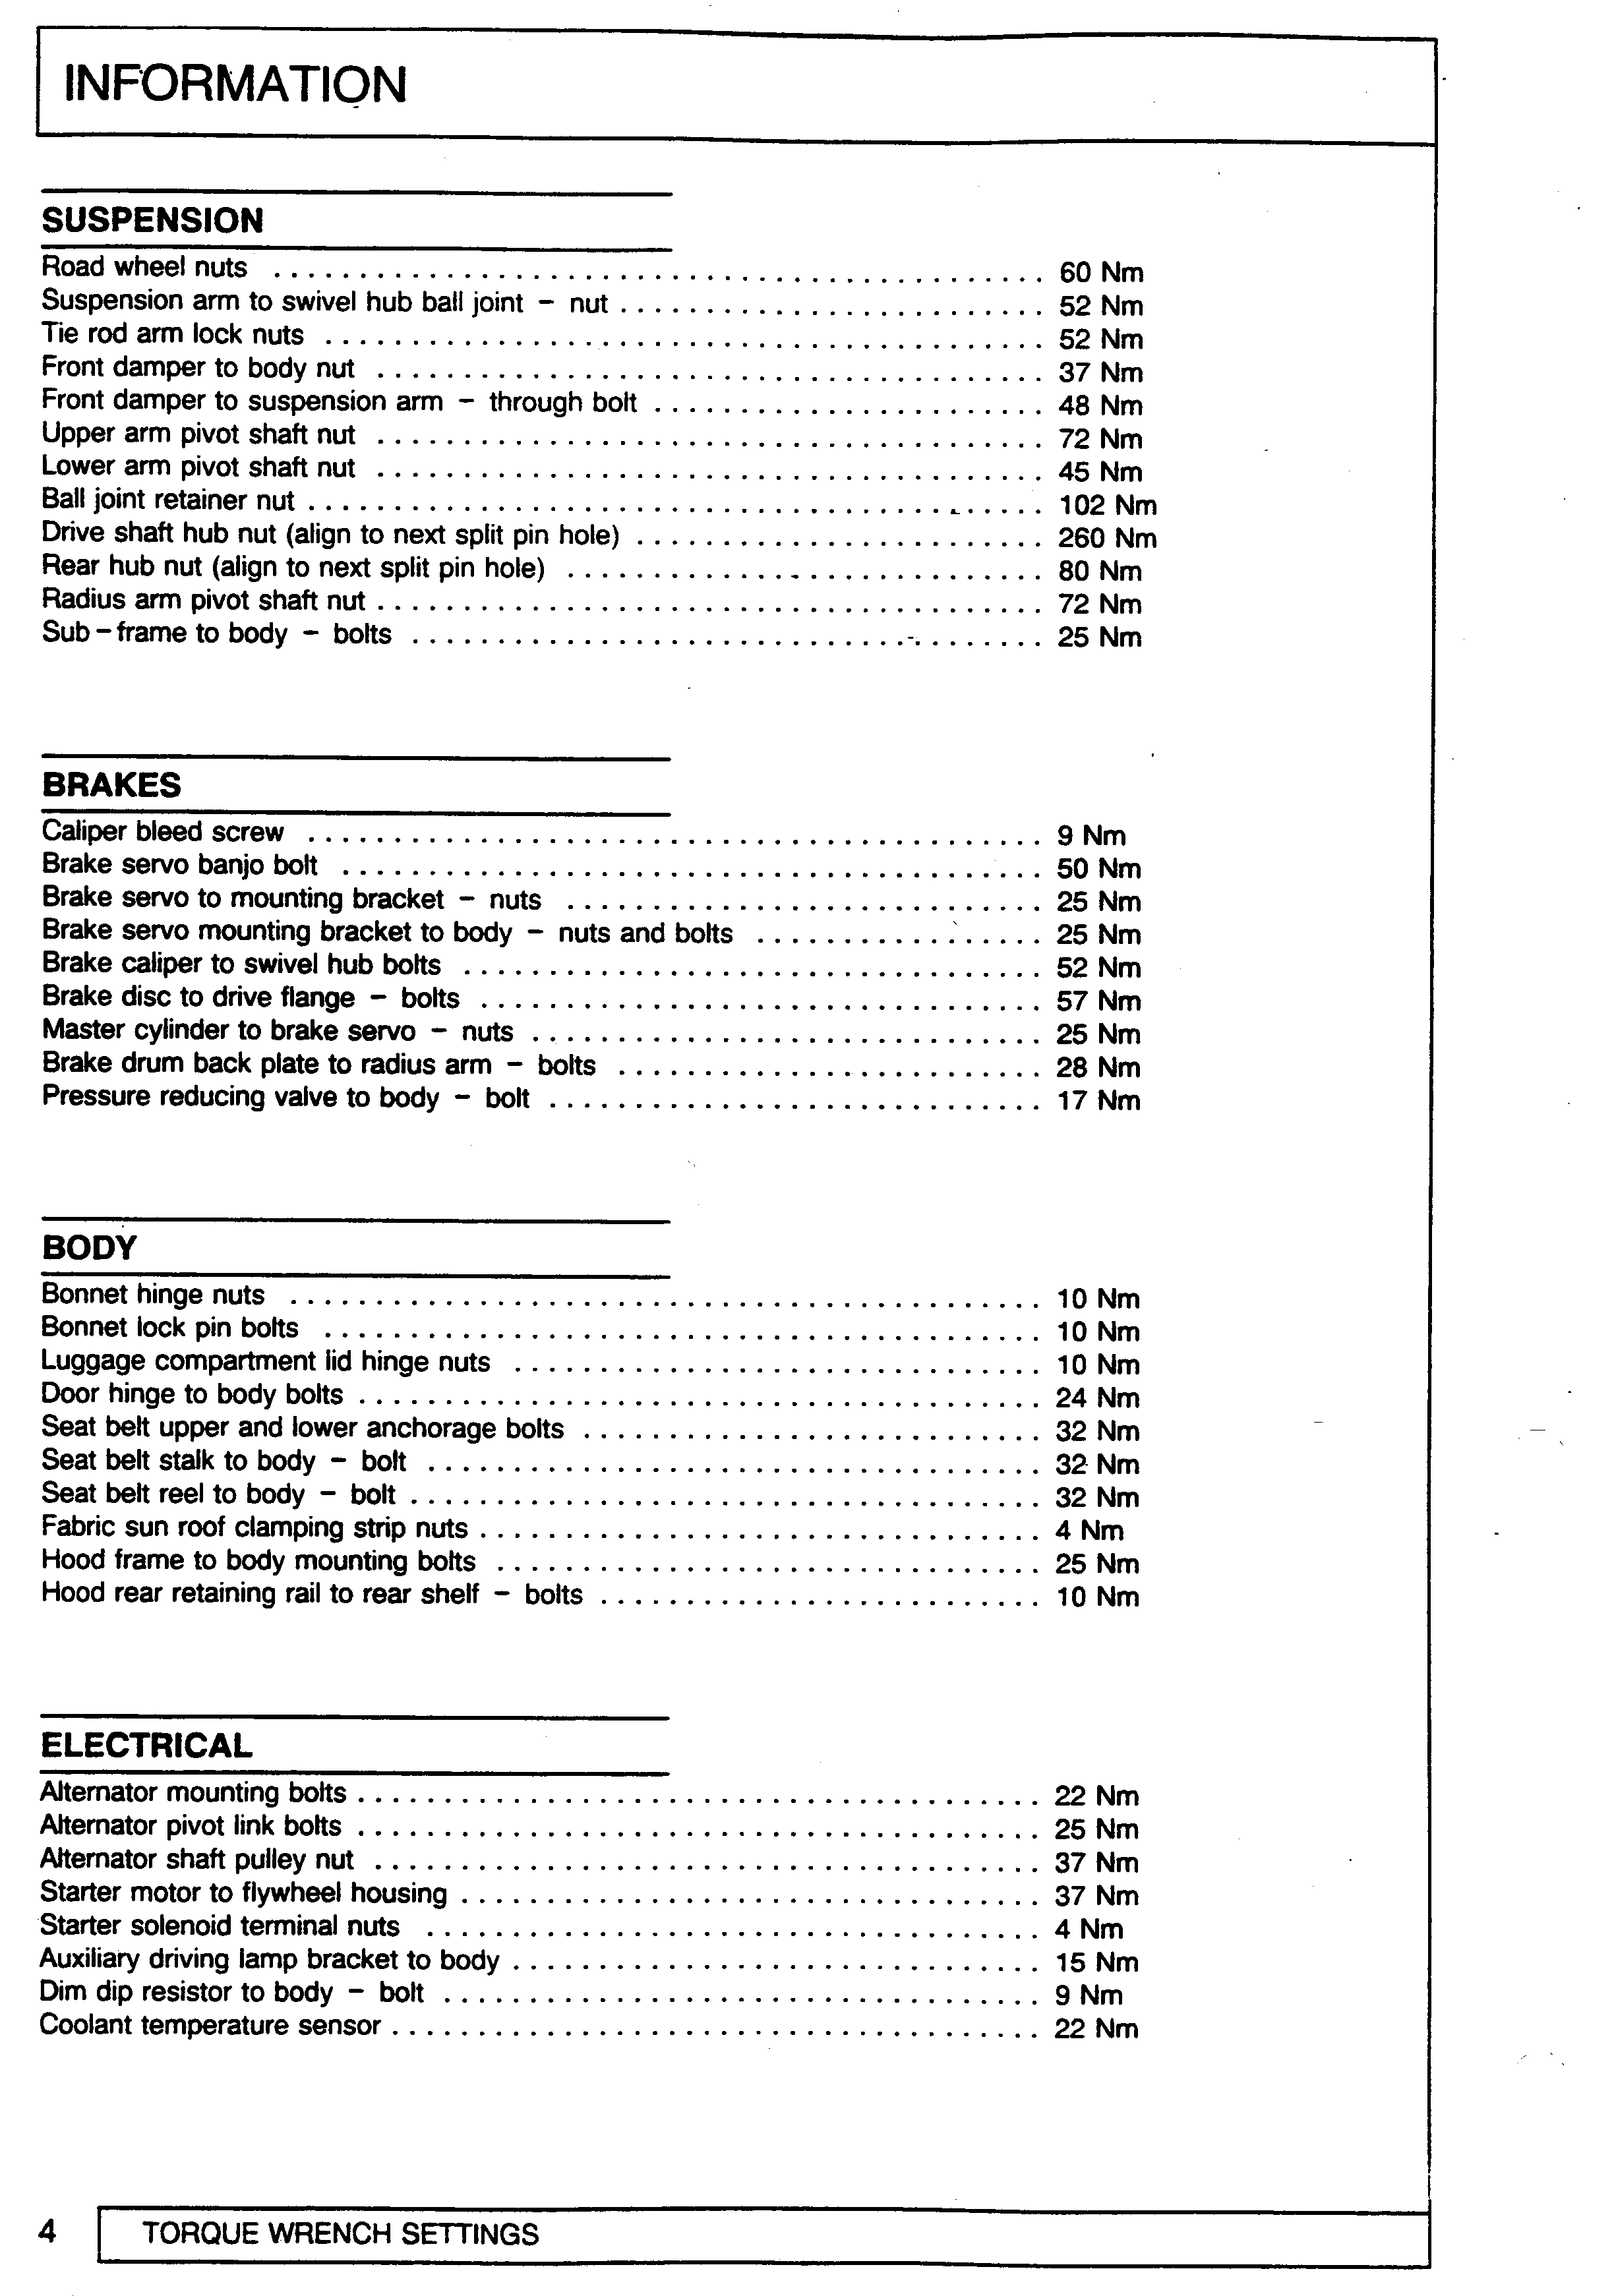 INFORMATION
SUSPENSION
Road wheel nuts ............................................. 60 Nm
Suspension arm to swivel hub ball joint – nut ......................... 52 Nm
Tie rod arm lock nuts .......................................... 52 Nm
Front damper to body nut ....................................... 37 Nm
Front damper to suspension arm – through bolt ....................... 48 Nm
Upper arm pivot shaft nut ....................................... 72 Nm
Lower arm pivot shaft nut ....................................... 45 Nm
Ball joint retainer nut ........................................... 102 Nm
Drive shaft hub nut (align to next split pin hole) ........................ 260 Nm
Rear hub nut (align to next split pin hole) ............................ 80 Nm
Radius arm pivot shaft nut ....................................... 72 Nm
Sub–frame to body – bolts ..................................... 25 Nm
BRAKES
Caliper bleed screw ........................................... 9 Nm
Brake servo banjo bolt ......................................... 50 Nm
Brake servo to mounting bracket – nuts ............................ 25 Nm
Brake servo mounting bracket to body – nuts and bolts ................. 25 Nm
Brake caliper to swivel hub bolts .................................. 52 Nm
Brake disc to drive flange – bolts ................................. 57 Nm
Master cylinder to brake servo – nuts .............................. 25 Nm
Brake drum back plate to radius arm – bolts ......................... 28 Nm
Pressure reducing valve to body – bolt ............................. 17 Nm
BODY
Bonnet hinge nuts ............................................ 10 Nm
Bonnet lock pin bolts .......................................... 10 Nm
Luggage compartment lid hinge nuts ............................... 10 Nm
Door hinge to body bolts ........................................ 24 Nm
Seat belt upper and lower anchorage bolts ........................... 32 Nm
Seat belt stalk to body – bolt .................................... 32 Nm
Seat belt reel to body – bolt ..................................... 32 Nm
Fabric sun roof clamping strip nuts ................................. 4 Nm
Hood frame to body mounting bolts ................................ 25 Nm
Hood rear retaining rail to rear shelf – bolts .......................... 10 Nm
ELECTRICAL
Alternator mounting bolts ........................................ 22 Nm
Alternator pivot link bolts ........................................ 25 Nm
Alternator shaft pulley nut ....................................... 37 Nm
Starter motor to flywheel housing .................................. 37 Nm
Starter solenoid terminal nuts .................................... 4 Nm
Auxiliary driving lamp bracket to body ............................... 15 Nm
Dim dip resistor to body – bolt ................................... 9 Nm
Coolant temperature sensor ...................................... 22 Nm
4 TORQUE WRENCH SETTINGS